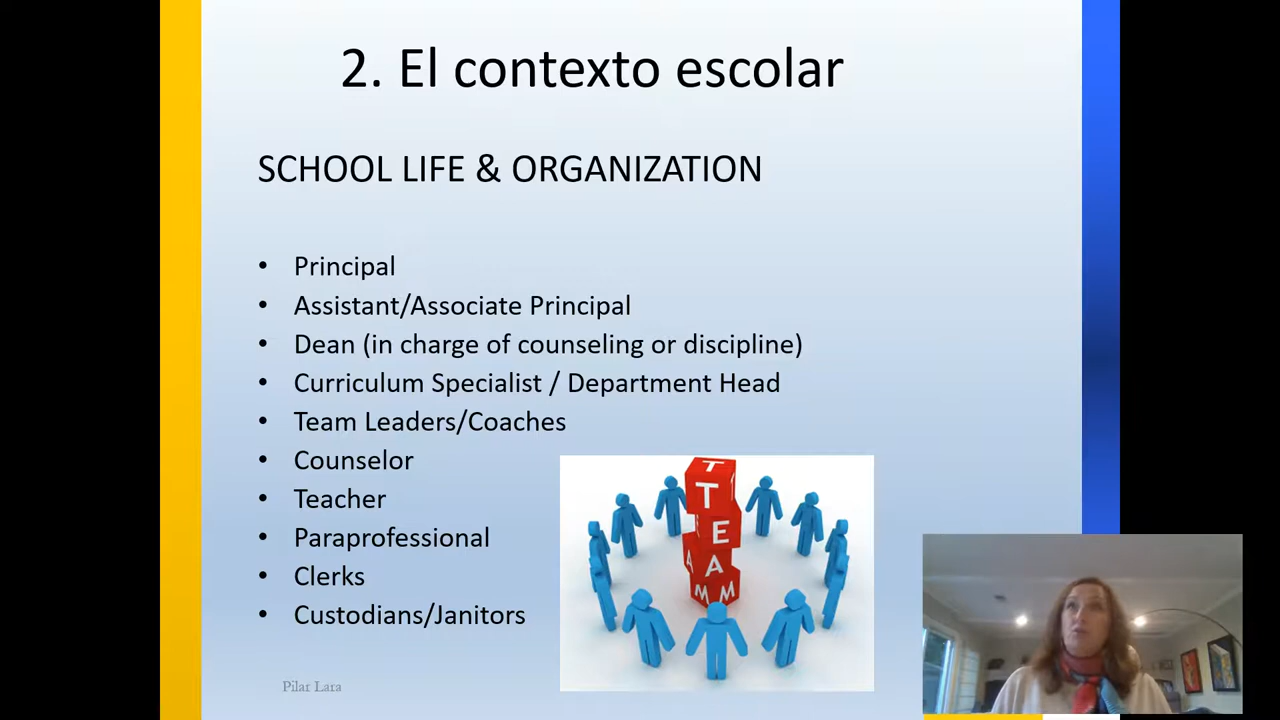 2. El contexto escolar
SCHOOL LIFE & ORGANIZATION
• Principal
• Assistant/Associate Principal
• Dean (in charge of counseling or discipline)
• Curriculum Specialist / Department Head
• Team Leaders/Coaches
• Counselor
• Teacher
• Paraprofessional
• Clerks
• Custodians/Janitors
T
T
E
A
A
M M
Pilar Lara